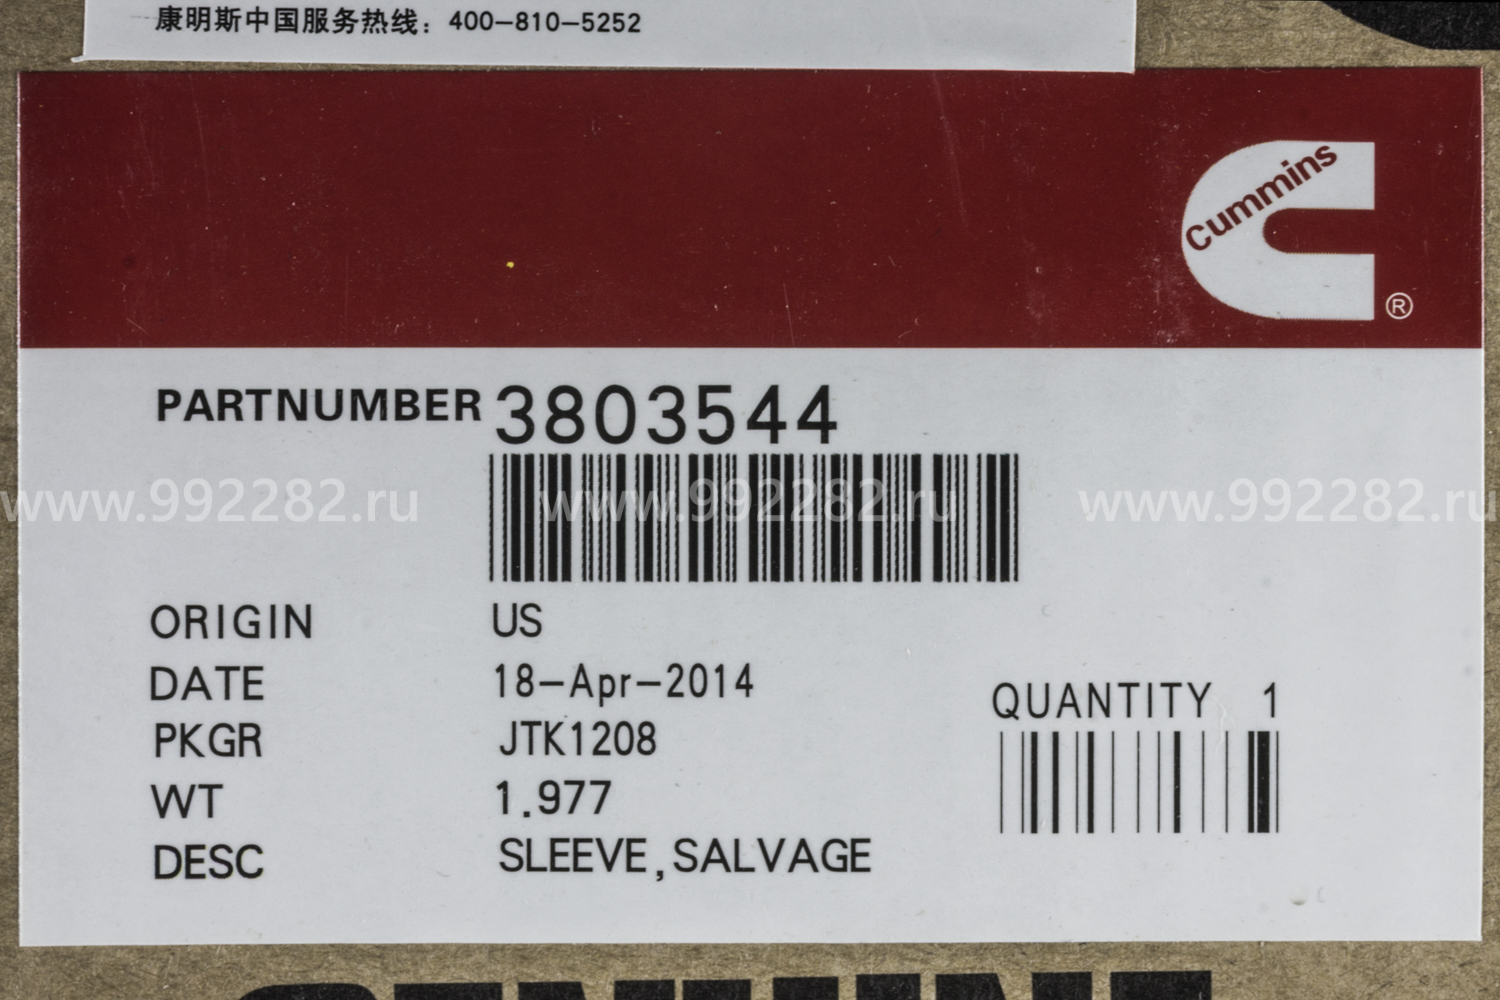 康明斯中国服务热线：400-810-5252
cummins
®
PARTNUMBER 3803544
www.992282.ru www.992282.ru www.992282.ru
ORIGIN US
DATE 18-Apr-2014
QUANTITY 1
PKGR JTK1208
WT 1.977
DESC SLEEVE,SALVAGE